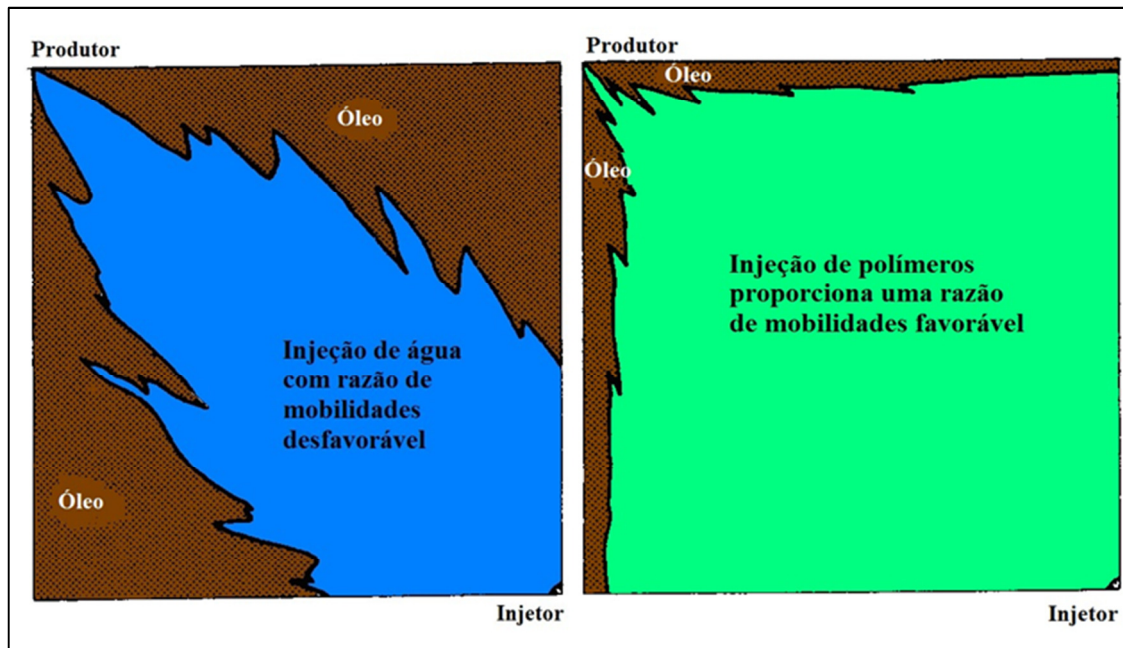 Produtor
Óleo
Injeção de água
com razão de
mobilidades
desfavorável
Óleo
Injetor
Produtor
Óleo
Óleo
Injeção de polímeros
proporciona uma razão
de mobilidades favorável
Injetor